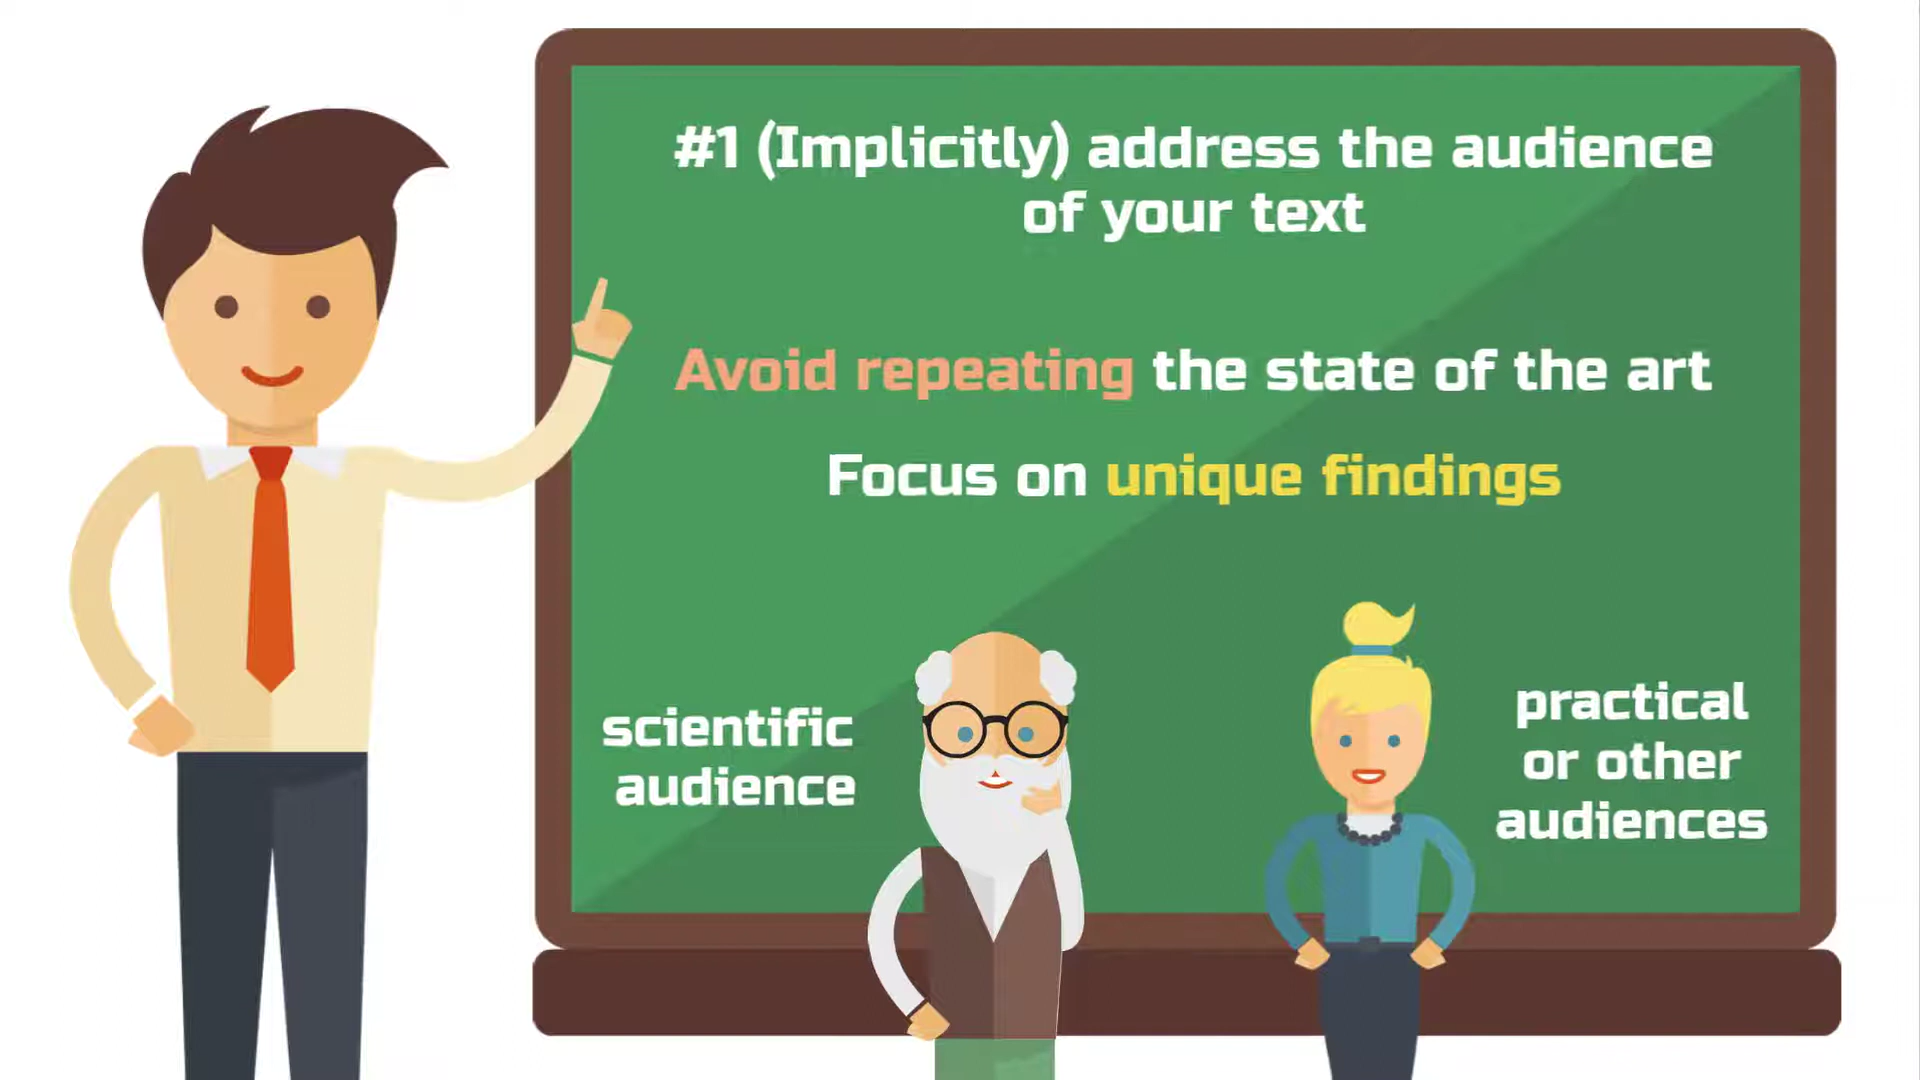 #1 (Implicitly) address the audience
of your text
Avoid repeating the state of the art
Focus on unique findings
scientific
audience
practical
or other
audiences